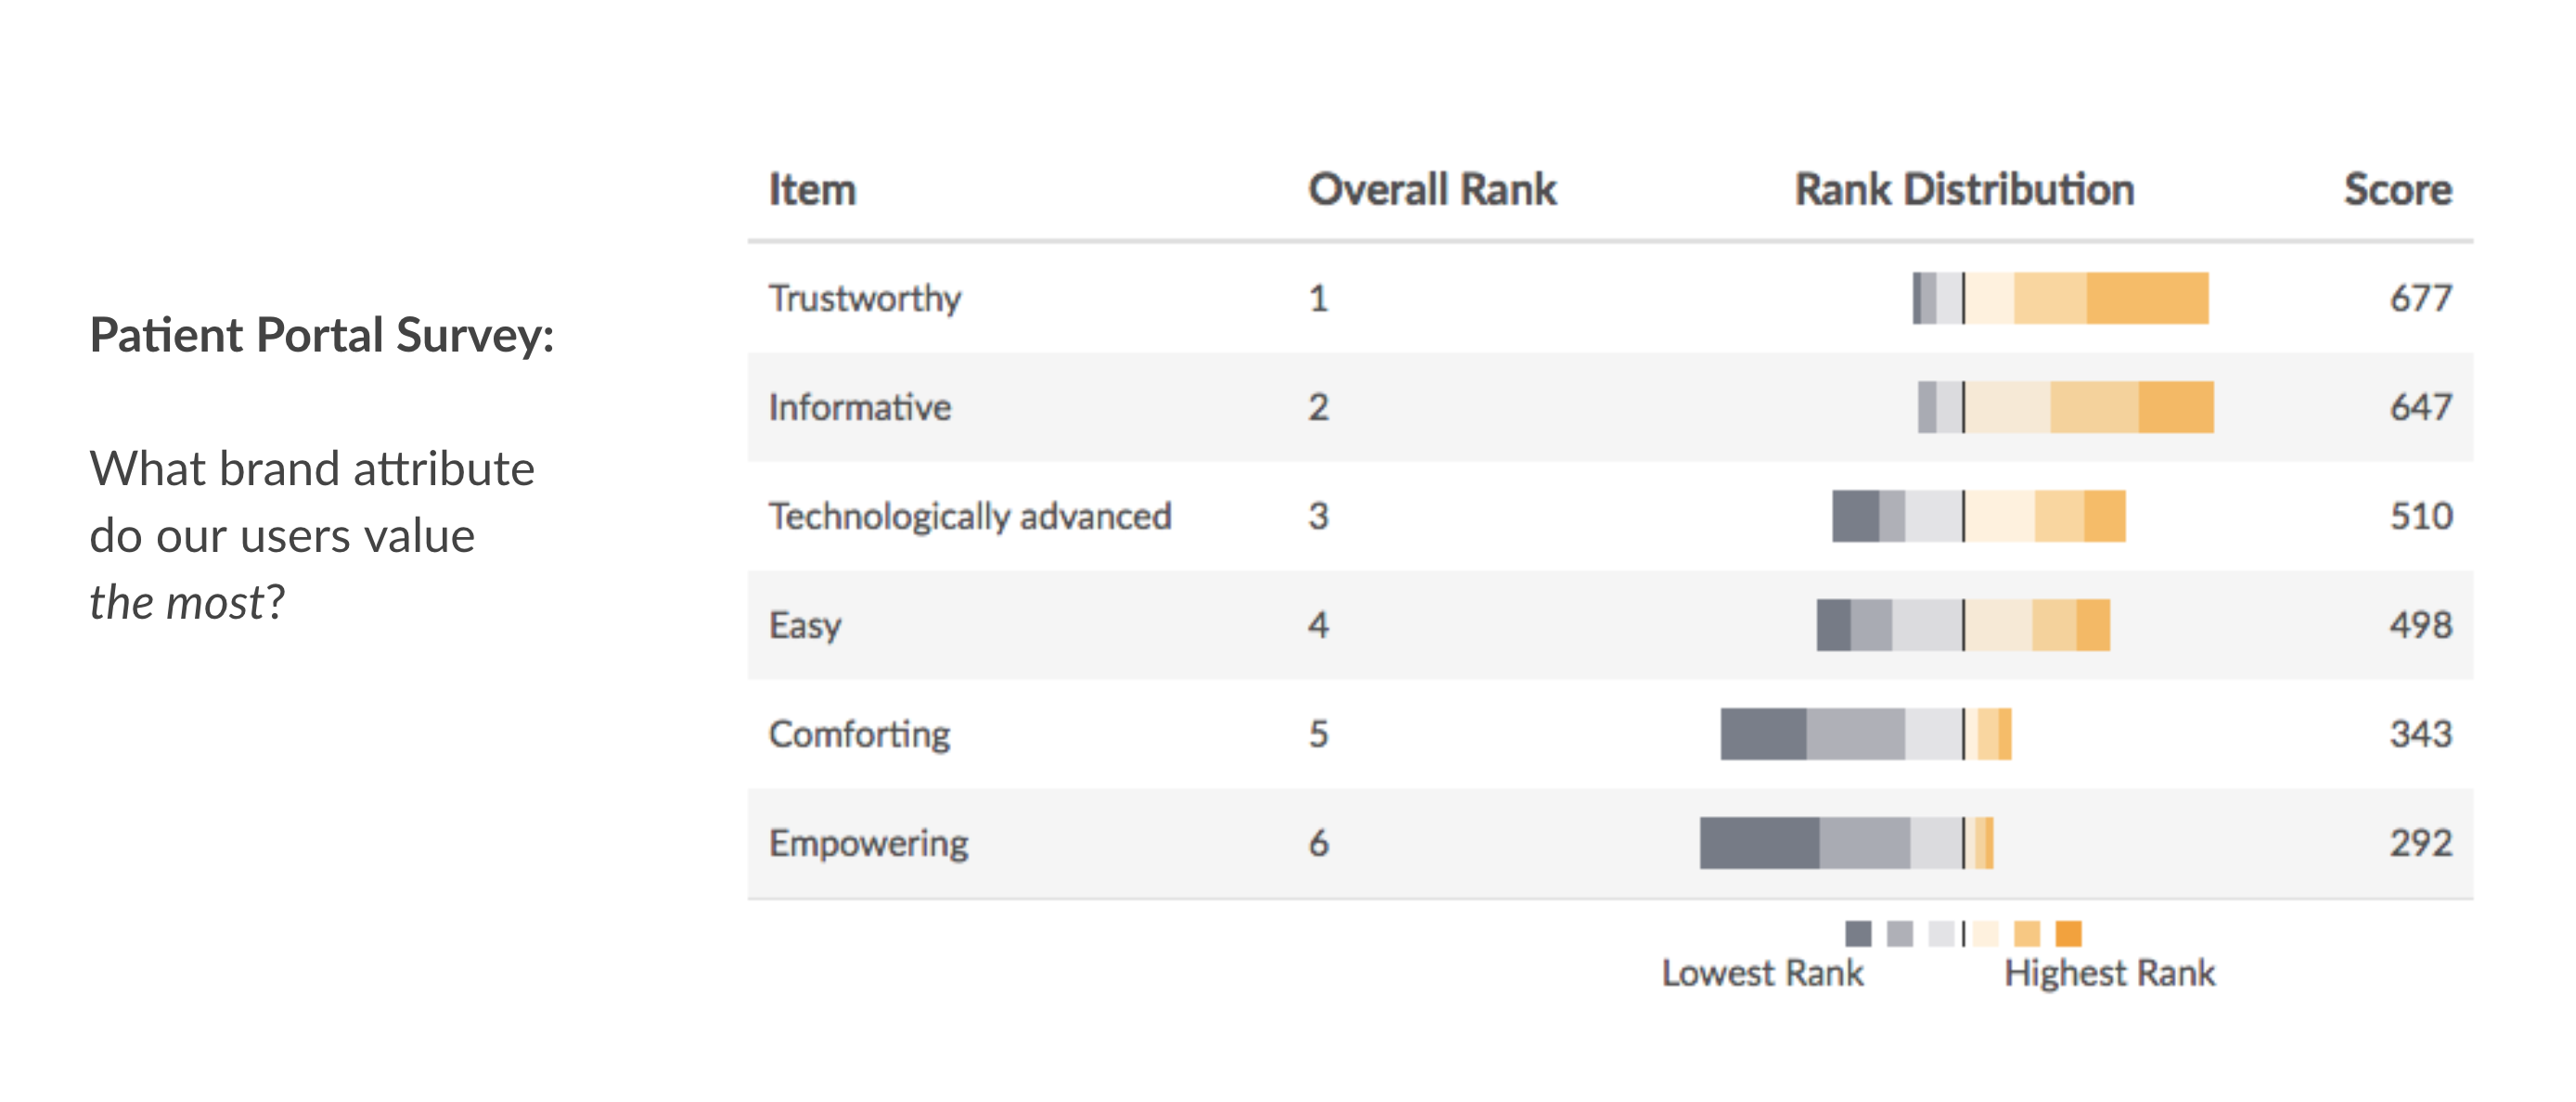 Patient Portal Survey:
What brand attribute
do our users value
the most?
Item Overall Rank Rank Distribution Score
Trustworthy 1 677
Informative 2 647
Technologically advanced 3 510
Easy 4 498
Comforting 5 343
Empowering 6 292
Lowest Rank Highest Rank